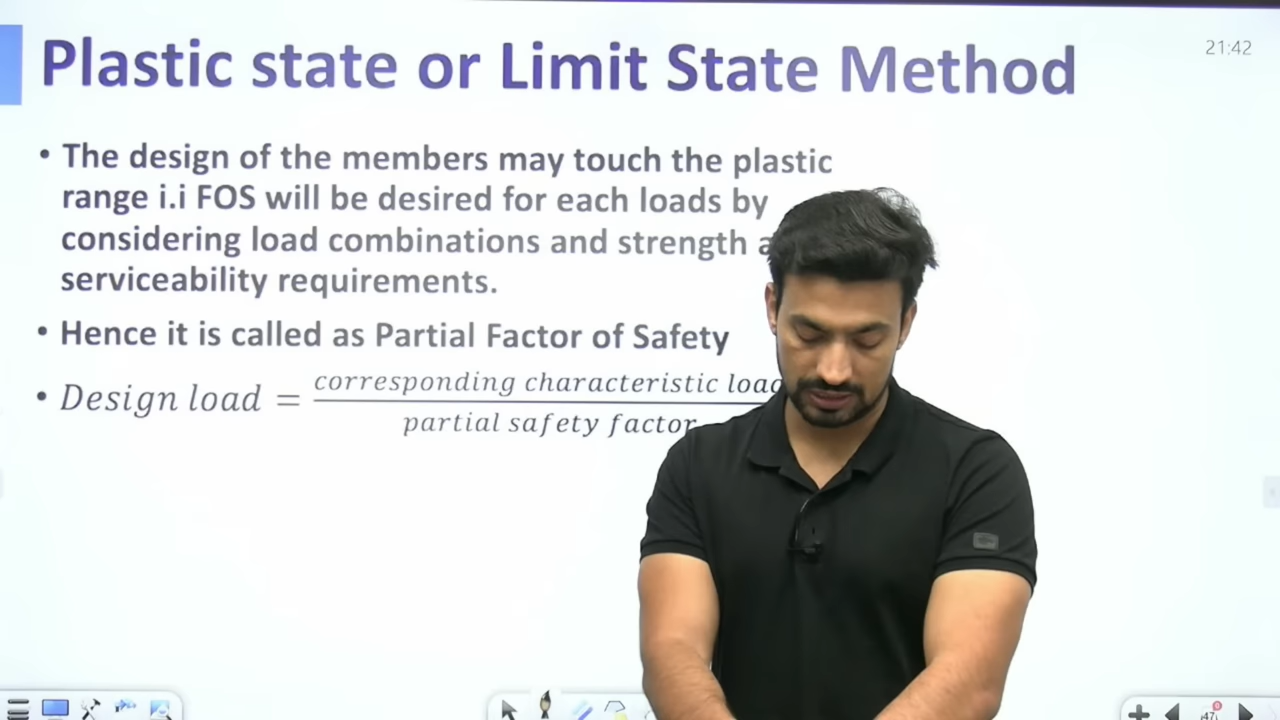 Plastic state or Limit State Method
21:42
• The design of the members may touch the plastic
range i.i FOS will be desired for each loads by
considering load combinations and strength
serviceability requirements.
• Hence it is called as Partial Factor of Safety
• Design load = corresponding characteristic load
partial safety factor
47